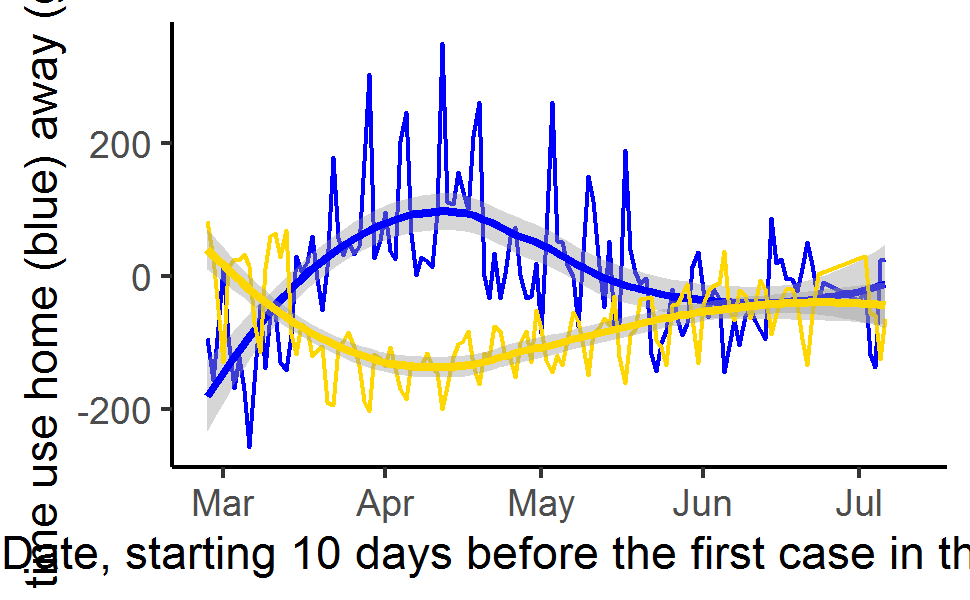 time use home (blue) away (
200
0
-200
Mar Apr May Jun Jul
Date, starting 10 days before the first case in th